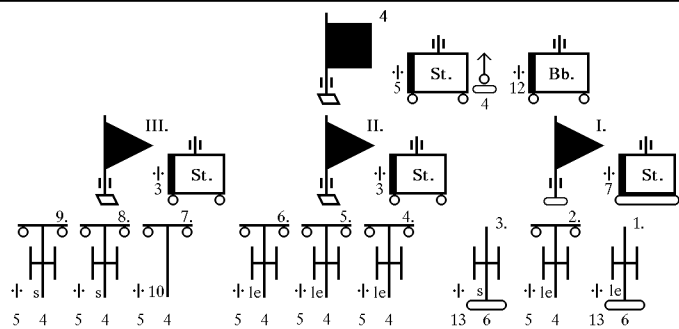 4
St. Bb.
5 4 12
III. II. I.
St. St. St.
3 3 7
9. 8. 7. 6. 5. 4. 3. 2. 1.
s s 10 le le le s le le
5 4 5 4 5 4 5 4 5 4 5 4 13 6 5 4 13 6